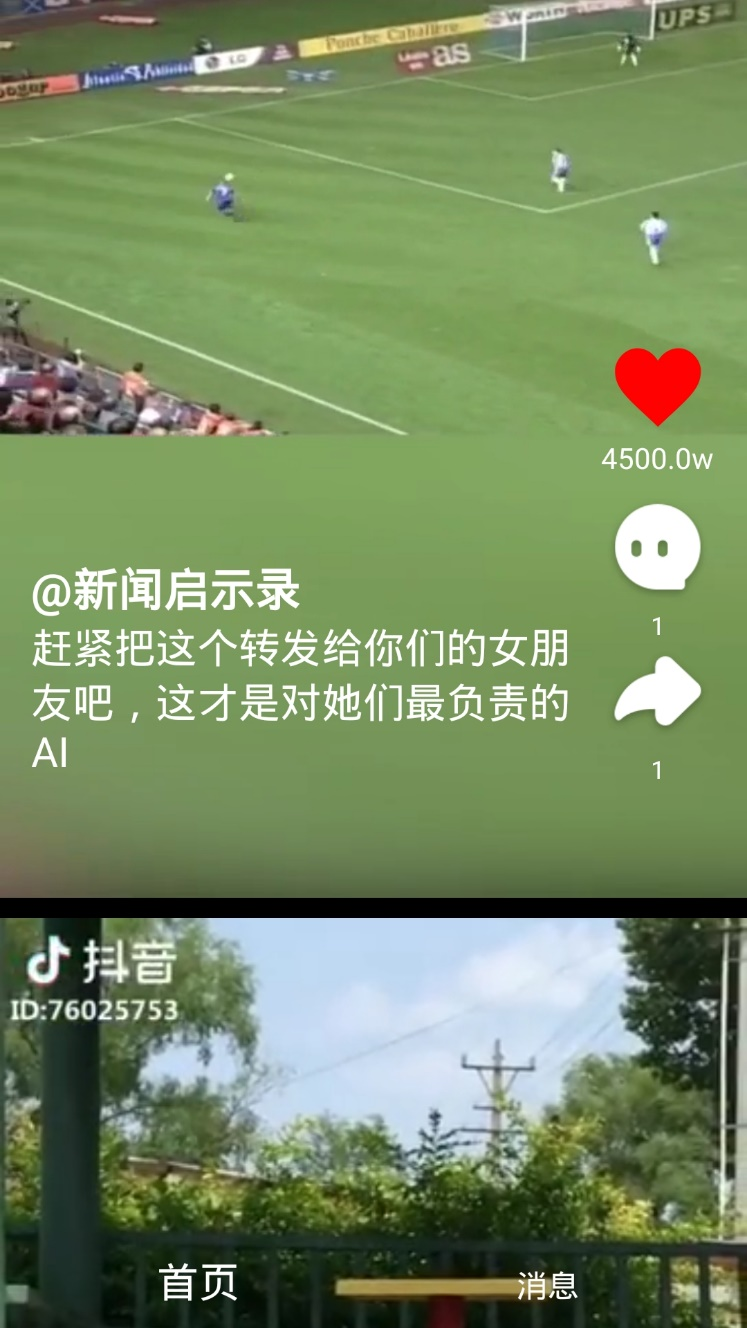 Ponche Caballero
UPS
LG
as
4500.0w
@新闻启示录
1
赶紧把这个转发给你们的女朋
友吧，这才是对她们最负责的
AI
1
抖音
ID:76025753
首页
消息